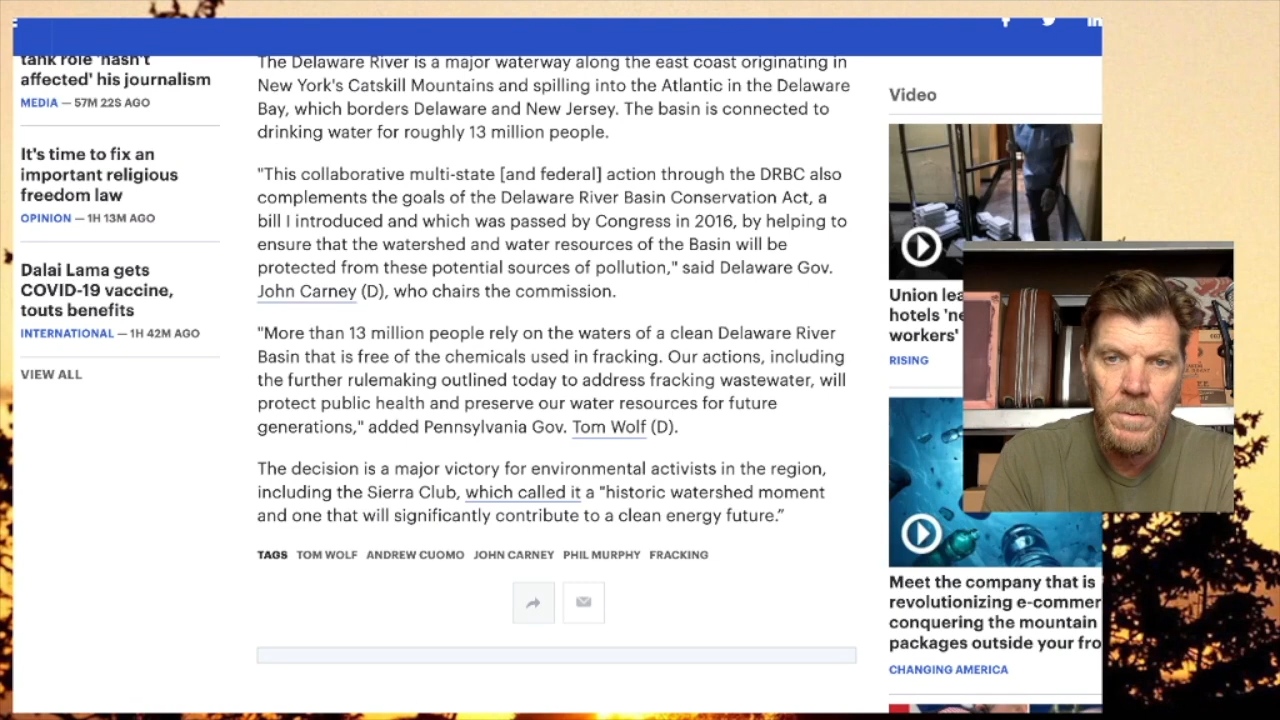 tank role 'hasn't
affected' his journalism
MEDIA — 57M 22S AGO
It's time to fix an
important religious
freedom law
OPINION — 1H 13M AGO
Dalai Lama gets
COVID-19 vaccine,
touts benefits
INTERNATIONAL — 1H 42M AGO
VIEW ALL
The Delaware River is a major waterway along the east coast originating in
New York's Catskill Mountains and spilling into the Atlantic in the Delaware
Bay, which borders Delaware and New Jersey. The basin is connected to
drinking water for roughly 13 million people.
"This collaborative multi-state [and federal] action through the DRBC also
complements the goals of the Delaware River Basin Conservation Act, a
bill I introduced and which was passed by Congress in 2016, by helping to
ensure that the watershed and water resources of the Basin will be
protected from these potential sources of pollution," said Delaware Gov.
John Carney (D), who chairs the commission.
"More than 13 million people rely on the waters of a clean Delaware River
Basin that is free of the chemicals used in fracking. Our actions, including
the further rulemaking outlined today to address fracking wastewater, will
protect public health and preserve our water resources for future
generations," added Pennsylvania Gov. Tom Wolf (D).
The decision is a major victory for environmental activists in the region,
including the Sierra Club, which called it a "historic watershed moment
and one that will significantly contribute to a clean energy future.”
TAGS TOM WOLF ANDREW CUOMO JOHN CARNEY PHIL MURPHY FRACKING
Video
Union lea
hotels 'ne
workers'
RISING
Meet the company that is
revolutionizing e-commer
conquering the mountain
packages outside your fro
CHANGING AMERICA